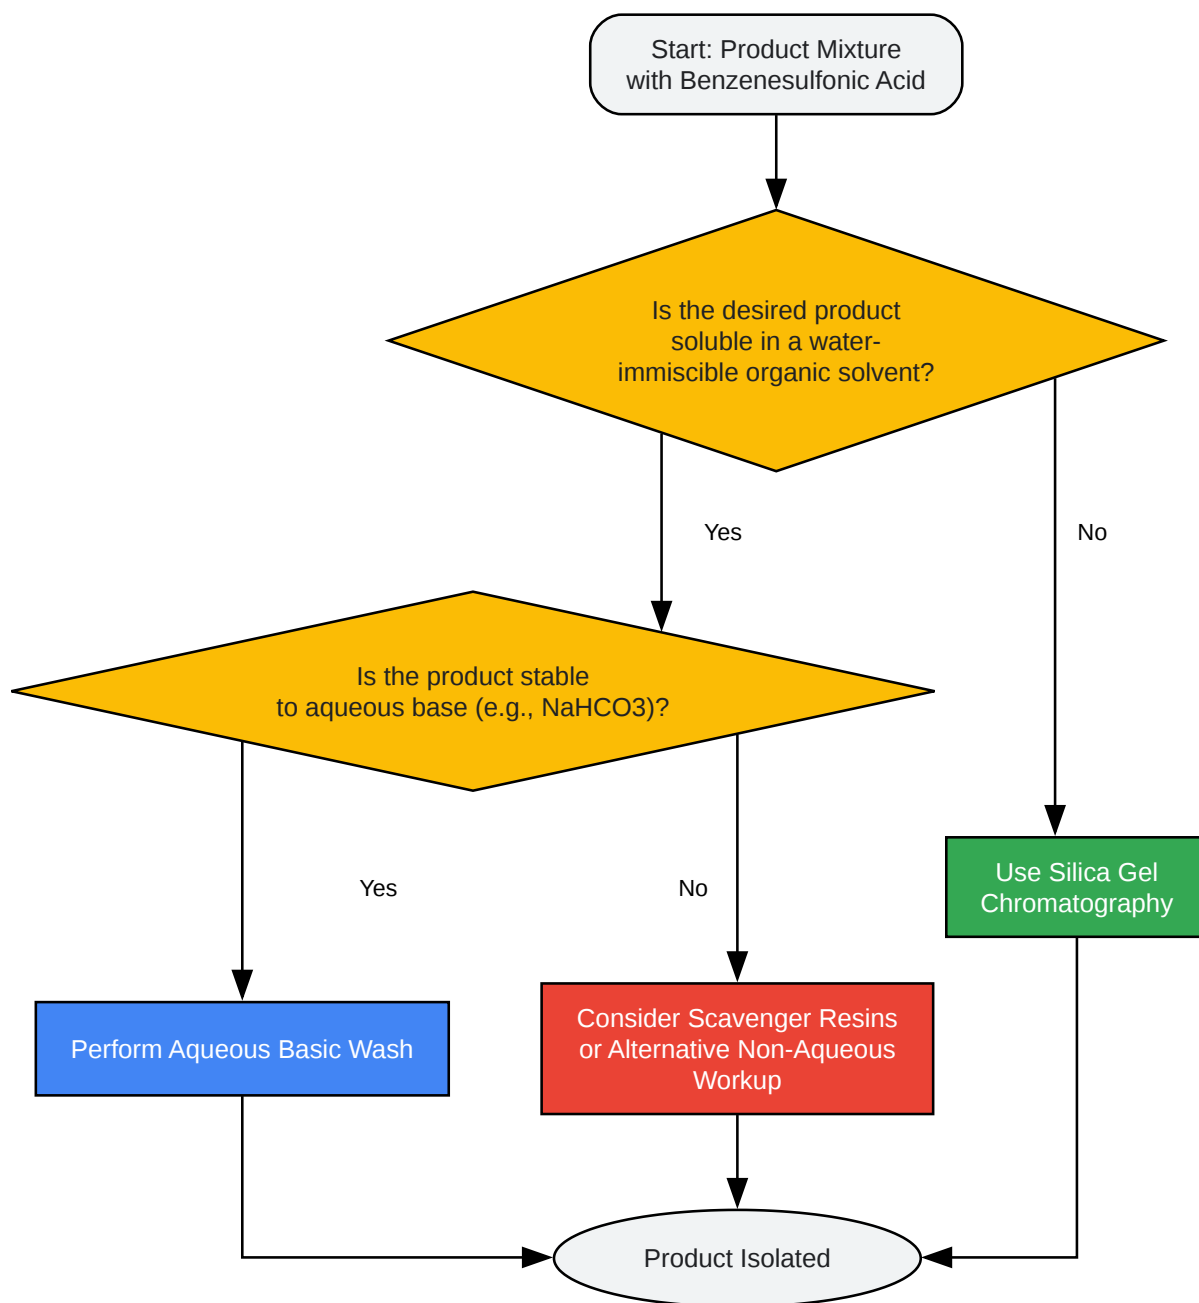 Start: Product Mixture
with Benzenesulfonic Acid
Is the desired product
soluble in a water-
immiscible organic solvent?
Yes
No
Is the product stable
to aqueous base (e.g., NaHCO3)?
Yes
No
Use Silica Gel
Chromatography
Perform Aqueous Basic Wash
Consider Scavenger Resins
or Alternative Non-Aqueous
Workup
Product Isolated